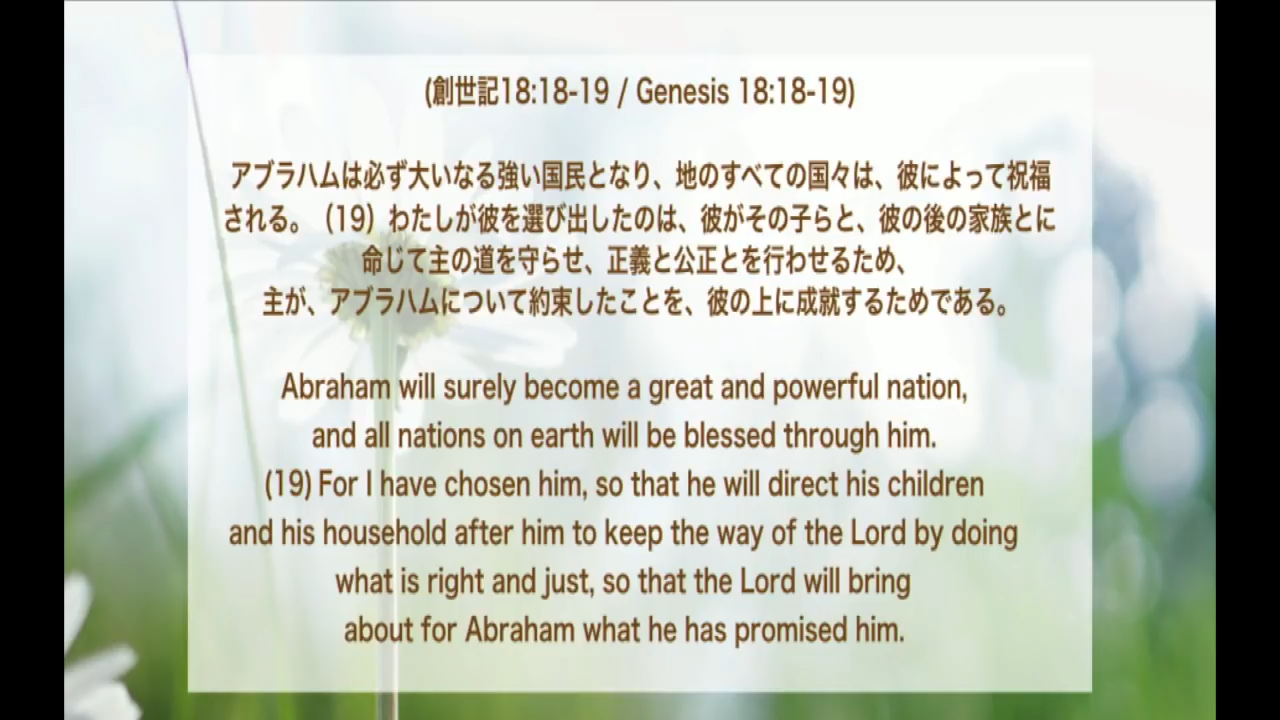 (創世記18:18-19 / Genesis 18:18-19)
アブラハムは必ず大いなる強い国民となり、地のすべての国々は、彼によって祝福
される。（19）わたしが彼を選び出したのは、彼がその子らと、彼の後の家族とに
命じて主の道を守らせ、正義と公正とを行わせるため、
主が、アブラハムについて約束したことを、彼の上に成就するためである。
Abraham will surely become a great and powerful nation,
and all nations on earth will be blessed through him.
(19) For I have chosen him, so that he will direct his children
and his household after him to keep the way of the Lord by doing
what is right and just, so that the Lord will bring
about for Abraham what he has promised him.